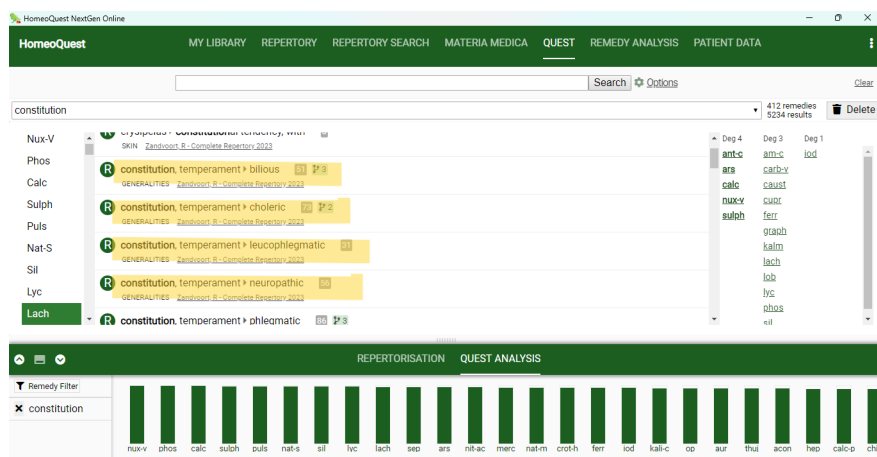 HomeoQuest NextGen Online
HomeoQuest MY LIBRARY REPERTORY REPERTORY SEARCH MATERIA MEDICA QUEST REMEDY ANALYSIS PATIENT DATA
Search Options Clear
constitution 412 remedies
5234 results Delete
Nux-V
Phos
Calc
Sulph
Puls
Nat-S
Sil
Lyc
Lach
R erysipelas constitutional tendency, with
SKIN Zandvoort, R - Complete Repertory 2023
R constitution, temperament bilious 51 3
GENERALITIES Zandvoort, R - Complete Repertory 2023
R constitution, temperament choleric 73 2
GENERALITIES Zandvoort, R - Complete Repertory 2023
R constitution, temperament leucophlegmatic 31
GENERALITIES Zandvoort, R - Complete Repertory 2023
R constitution, temperament neuropathic 56
GENERALITIES Zandvoort, R - Complete Repertory 2023
R constitution, temperament phlegmatic 86 3
Deg 4 Deg 3 Deg 1
ant-c am-c iod
ars carb-v
calc caust
nux-v cupr
sulph ferr
graph
kalm
lach
lob
lyc
phos
sil
REPERTORISATION QUEST ANALYSIS
Remedy Filter
constitution
nux-v phos calc sulph puls nat-s sil lyc lach sep ars nit-ac merc nat-m crot-h ferr iod kali-c op aur thuj acon hep calc-p chi